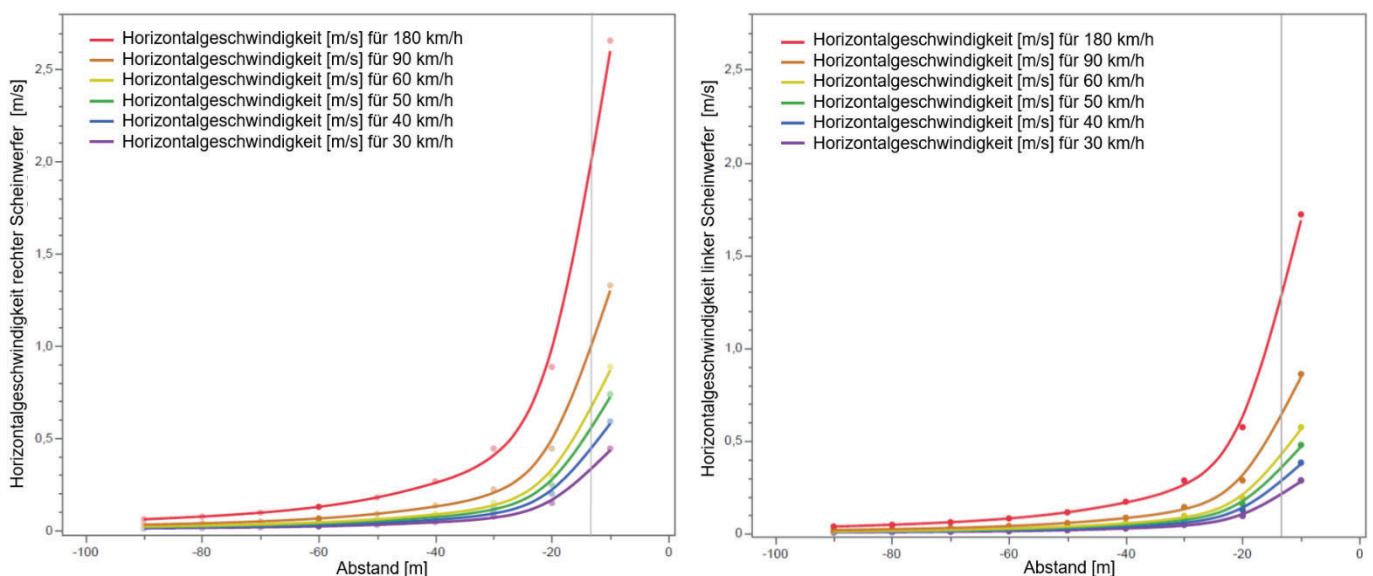 Horizontalgeschwindigkeit rechter Scheinwerfer [m/s]
2,5
2,0
1,5
1,0
0,5
0
Horizontalgeschwindigkeit [m/s] für 180 km/h
Horizontalgeschwindigkeit [m/s] für 90 km/h
Horizontalgeschwindigkeit [m/s] für 60 km/h
Horizontalgeschwindigkeit [m/s] für 50 km/h
Horizontalgeschwindigkeit [m/s] für 40 km/h
Horizontalgeschwindigkeit [m/s] für 30 km/h
-100 -80 -60 -40 -20 0
Abstand [m]
Horizontalgeschwindigkeit linker Scheinwerfer [m/s]
2,5
2,0
1,5
1,0
0,5
0
Horizontalgeschwindigkeit [m/s] für 180 km/h
Horizontalgeschwindigkeit [m/s] für 90 km/h
Horizontalgeschwindigkeit [m/s] für 60 km/h
Horizontalgeschwindigkeit [m/s] für 50 km/h
Horizontalgeschwindigkeit [m/s] für 40 km/h
Horizontalgeschwindigkeit [m/s] für 30 km/h
-100 -80 -60 -40 -20 0
Abstand [m]